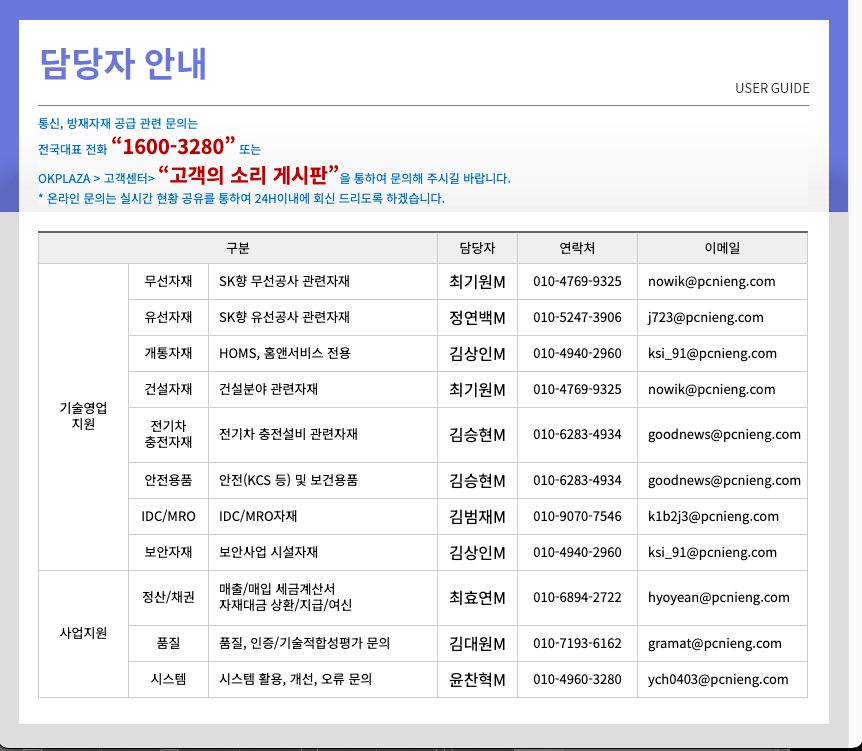 담당자 안내
USER GUIDE
통신, 방재자재 공급 관련 문의는
전국대표 전화 “1600-3280” 또는
OKPLAZA > 고객센터> “고객의 소리 게시판”을 통하여 문의해 주시길 바랍니다.
* 온라인 문의는 실시간 현황 공유를 통하여 24H이내에 회신 드리도록 하겠습니다.
구분 담당자 연락처 이메일
기술영업
지원
무선자재 SK향 무선공사 관련자재 최기원M 010-4769-9325 nowik@pcnieng.com
유선자재 SK향 유선공사 관련자재 정연백M 010-5247-3906 j723@pcnieng.com
개통자재 HOMS, 홈앤서비스 전용 김상인M 010-4940-2960 ksi_91@pcnieng.com
건설자재 건설분야 관련자재 최기원M 010-4769-9325 nowik@pcnieng.com
전기차
충전자재 전기차 충전설비 관련자재 김승현M 010-6283-4934 goodnews@pcnieng.com
안전용품 안전(KCS 등) 및 보건용품 김승현M 010-6283-4934 goodnews@pcnieng.com
IDC/MRO IDC/MRO자재 김범재M 010-9070-7546 k1b2j3@pcnieng.com
보안자재 보안사업 시설자재 김상인M 010-4940-2960 ksi_91@pcnieng.com
사업지원
정산/채권 매출/매입 세금계산서
자재대금 상환/지급/여신 최효연M 010-6894-2722 hyoyean@pcnieng.com
품질 품질, 인증/기술적합성평가 문의 김대원M 010-7193-6162 gramat@pcnieng.com
시스템 시스템 활용, 개선, 오류 문의 윤찬혁M 010-4960-3280 ych0403@pcnieng.com